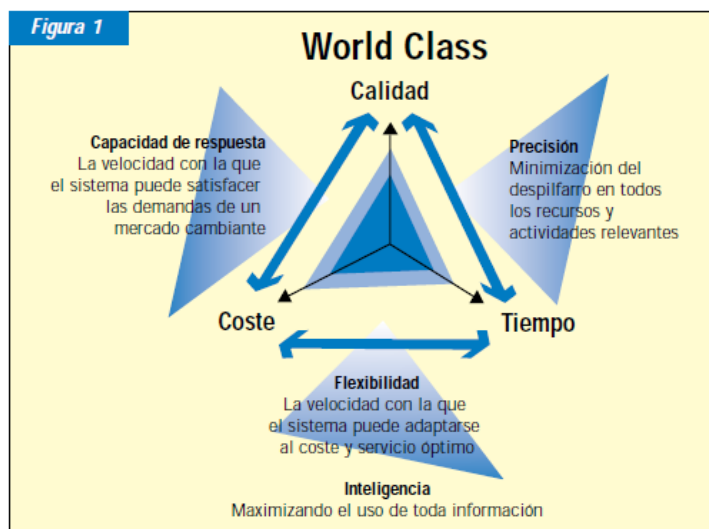 Figura 1
World Class
Calidad
Capacidad de respuesta
La velocidad con la que
el sistema puede satisfacer
las demandas de un
mercado cambiante
Precisión
Minimización del
despilfarro en todos
los recursos y
actividades relevantes
Coste
Tiempo
Flexibilidad
La velocidad con la que
el sistema puede adaptarse
al coste y servicio óptimo
Inteligencia
Maximizando el uso de toda información